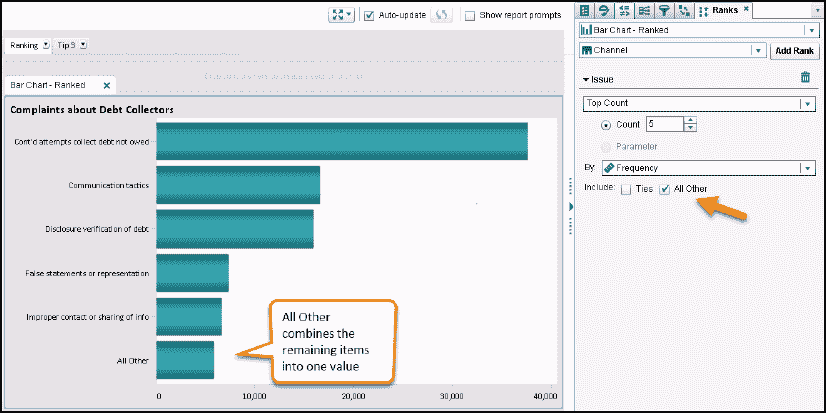 Auto-update
Show report prompts
Ranks
Ranking
Tip 3
Bar Chart - Ranked
Bar Chart - Ranked
Channel
Add Rank
Issue
Top Count
Count 5
Parameter
By: Frequency
Include: Ties All Other
Complaints about Debt Collectors
Cont'd attempts collect debt not owed
Communication tactics
Disclosure verification of debt
False statements or representation
Improper contact or sharing of info
All Other
All Other
combines the
remaining items
into one value
0 10,000 20,000 30,000 40,000